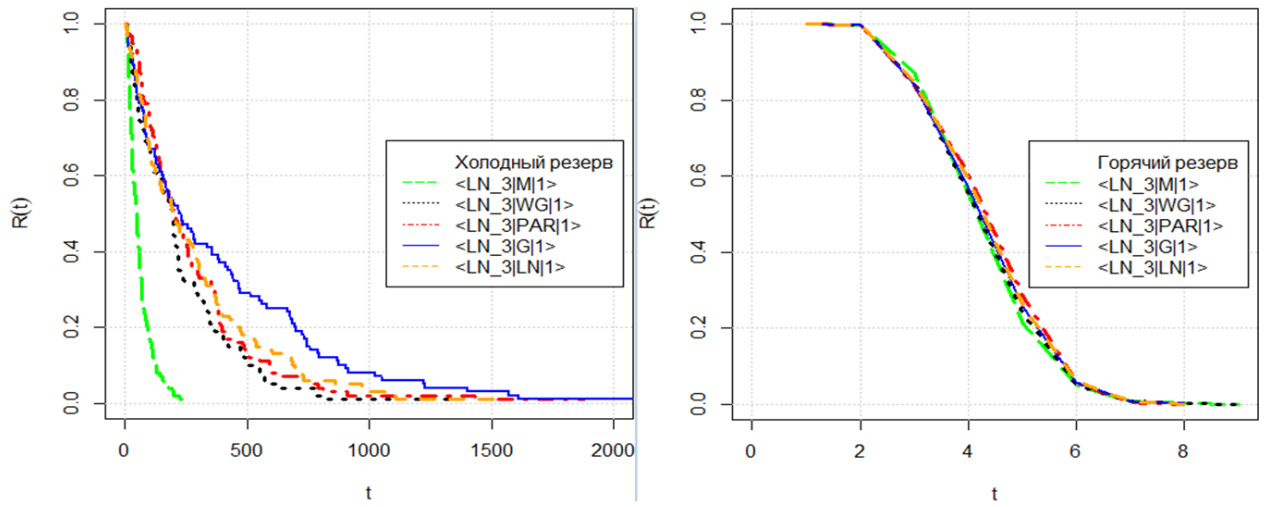 R(t)
1.0
0.8
0.6
0.4
0.2
0.0
Холодный резерв
<LN_3|M|1>
<LN_3|WG|1>
<LN_3|PAR|1>
<LN_3|G|1>
<LN_3|LN|1>
0 500 1000 1500 2000
t
R(t)
1.0
0.8
0.6
0.4
0.2
0.0
Горячий резерв
<LN_3|M|1>
<LN_3|WG|1>
<LN_3|PAR|1>
<LN_3|G|1>
<LN_3|LN|1>
0 2 4 6 8
t